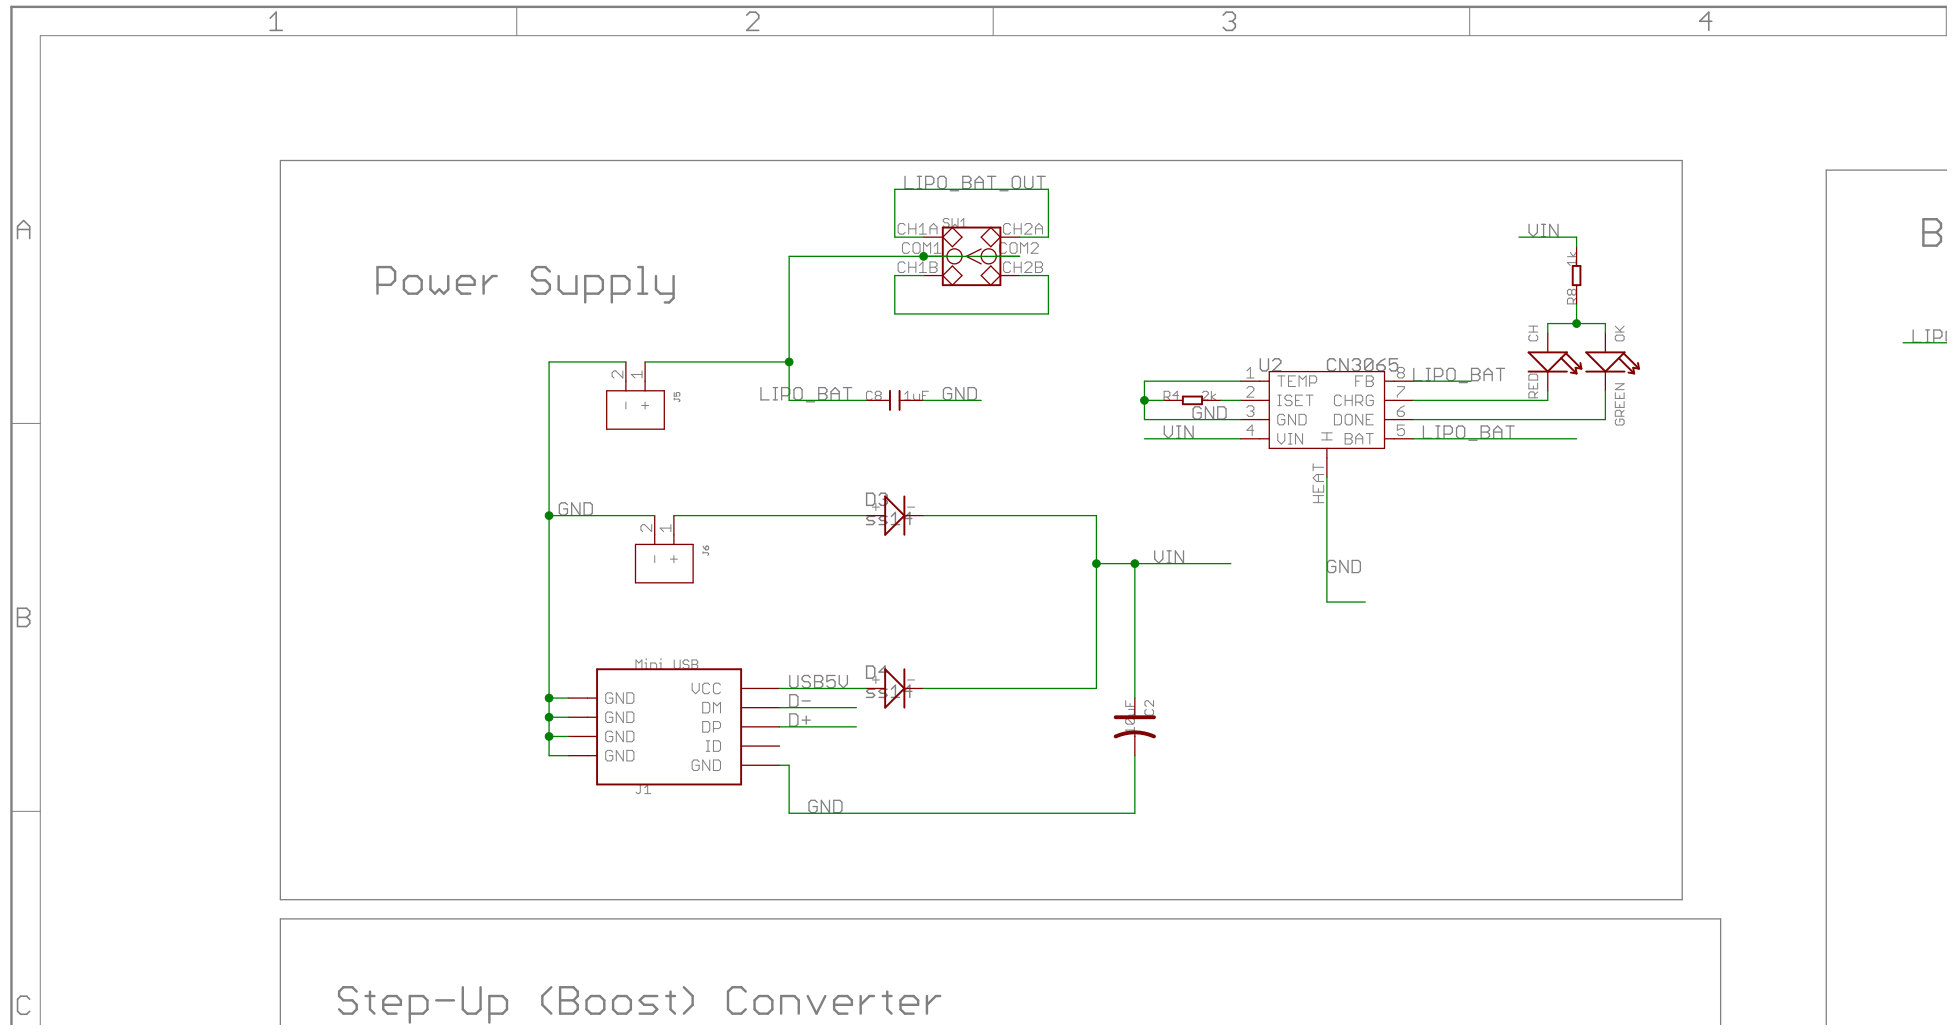 1 2 3 4
A
B
C
Power Supply
LIPO_BAT_OUT
SW1
CH1A CH2A
COM1 COM2
CH1B CH2B
2 1
- +
J5
LIPO_BAT C8 1uF GND
GND
2 1
- +
J6
D3
+ -
ss14
VIN
Mini USB
VCC
DM
DP
ID
GND
GND
GND
GND
GND
J1
USB5V
D-
D+
D4
+ -
ss14
GND
10uF
C2
VIN
1k
R8
CH
OK
RED
GREEN
U2 CN3065
1 TEMP FB 8 LIPO_BAT
R4 2k 2 ISET CHRG 7
GND 3 GND DONE 6
VIN 4 VIN H BAT 5 LIPO_BAT
HEAT
GND
B
LIP
Step-Up (Boost) Converter